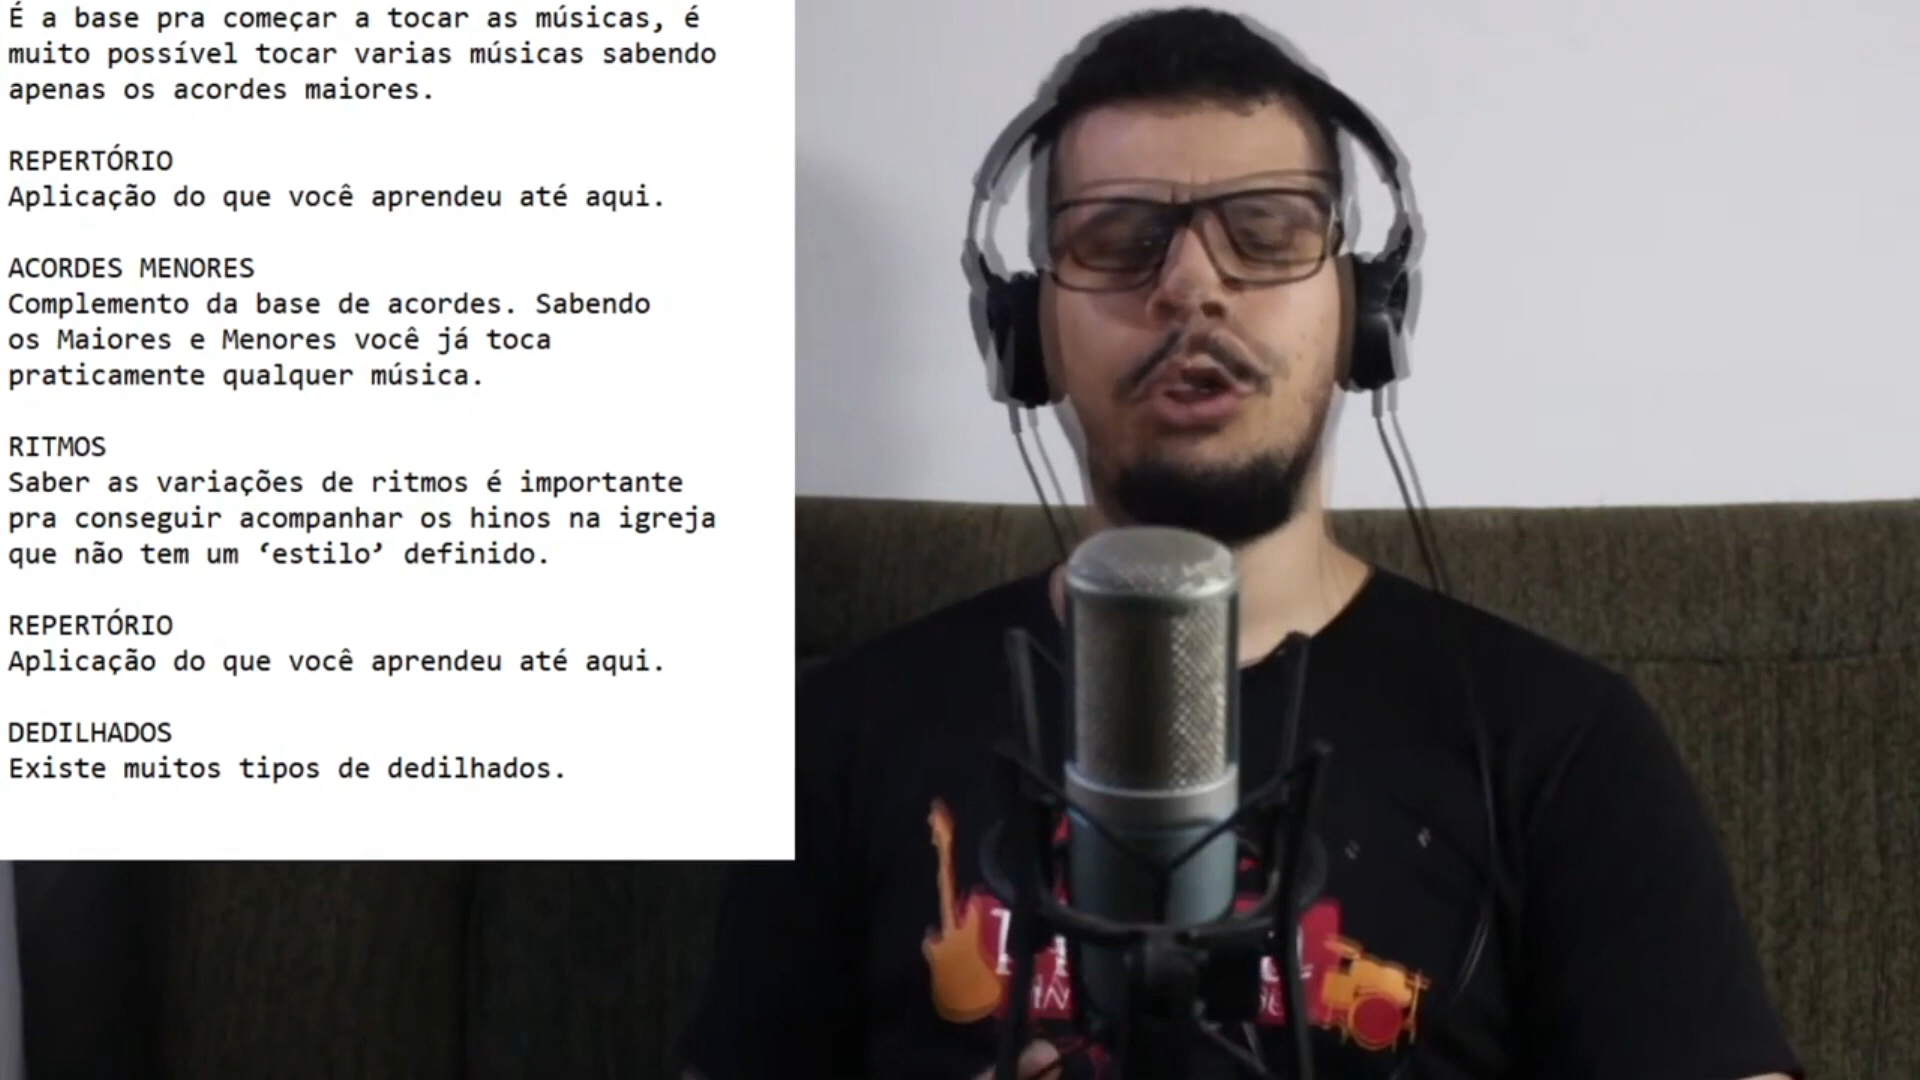 É a base pra começar a tocar as músicas, é
muito possível tocar varias músicas sabendo
apenas os acordes maiores.
REPERTÓRIO
Aplicação do que você aprendeu até aqui.
ACORDES MENORES
Complemento da base de acordes. Sabendo
os Maiores e Menores você já toca
praticamente qualquer música.
RITMOS
Saber as variações de ritmos é importante
pra conseguir acompanhar os hinos na igreja
que não tem um ‘estilo’ definido.
REPERTÓRIO
Aplicação do que você aprendeu até aqui.
DEDILHADOS
Existe muitos tipos de dedilhados.